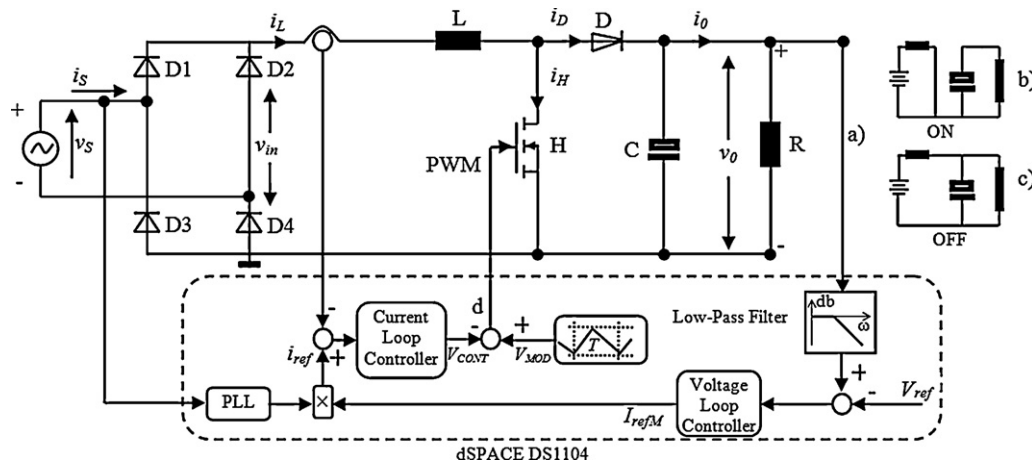 i_L
L
i_D
D
i_0
i_S
D1
D2
i_H
+
+
b)
ON
v_S
v_in
H
C
v_0
R
a)
PWM
-
c)
D3
D4
-
OFF
-
d
Current
Loop
Controller
Low-Pass Filter
db
ω
i_ref
+
-
+
T
V_CONT
V_MOD
+
-
V_ref
PLL
×
I_refM
Voltage
Loop
Controller
dSPACE DS1104